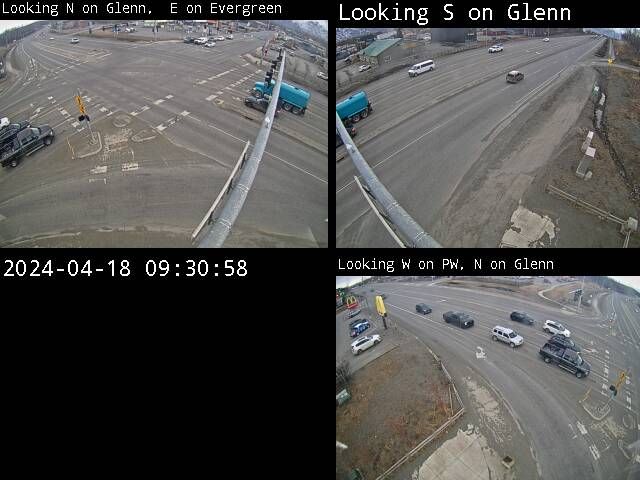 Looking N on Glenn,  E on Evergreen
Looking S on Glenn
2024-04-18 09:30:58
Looking W on PW, N on Glenn